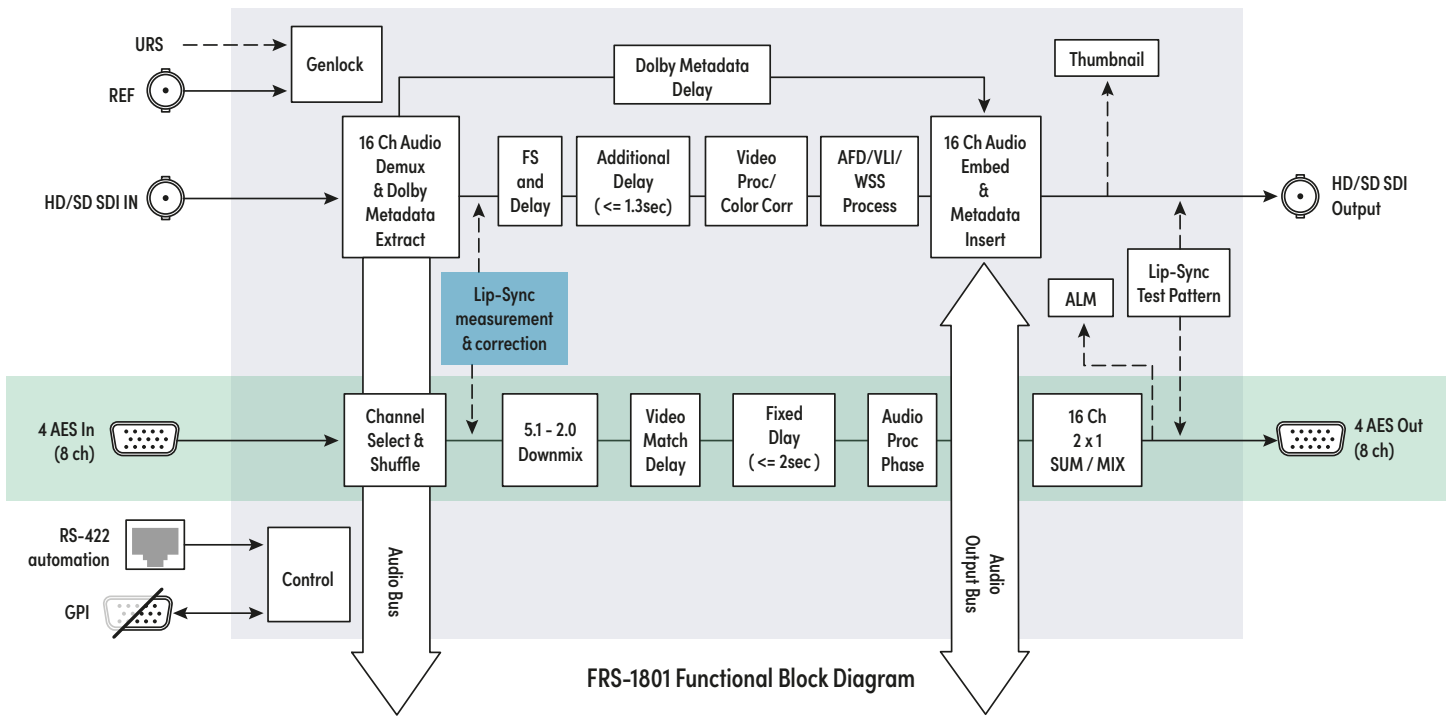 URS
REF
Genlock
Dolby Metadata
Delay
Thumbnail
HD/SD SDI IN
16 Ch Audio
Demux
& Dolby
Metadata
Extract
FS
and
Delay
Additional
Delay
( <= 1.3sec)
Video
Proc/
Color Corr
AFD/VLI/
WSS
Process
16 Ch Audio
Embed
&
Metadata
Insert
HD/SD SDI
Output
Lip-Sync
measurement
& correction
ALM
Lip-Sync
Test Pattern
4 AES In
(8 ch)
Channel
Select &
Shuffle
5.1 - 2.0
Downmix
Video
Match
Delay
Fixed
Dlay
( <= 2sec )
Audio
Proc
Phase
16 Ch
2 x 1
SUM / MIX
4 AES Out
(8 ch)
RS-422
automation
GPI
Control
Audio Bus
Audio
Output Bus
FRS-1801 Functional Block Diagram